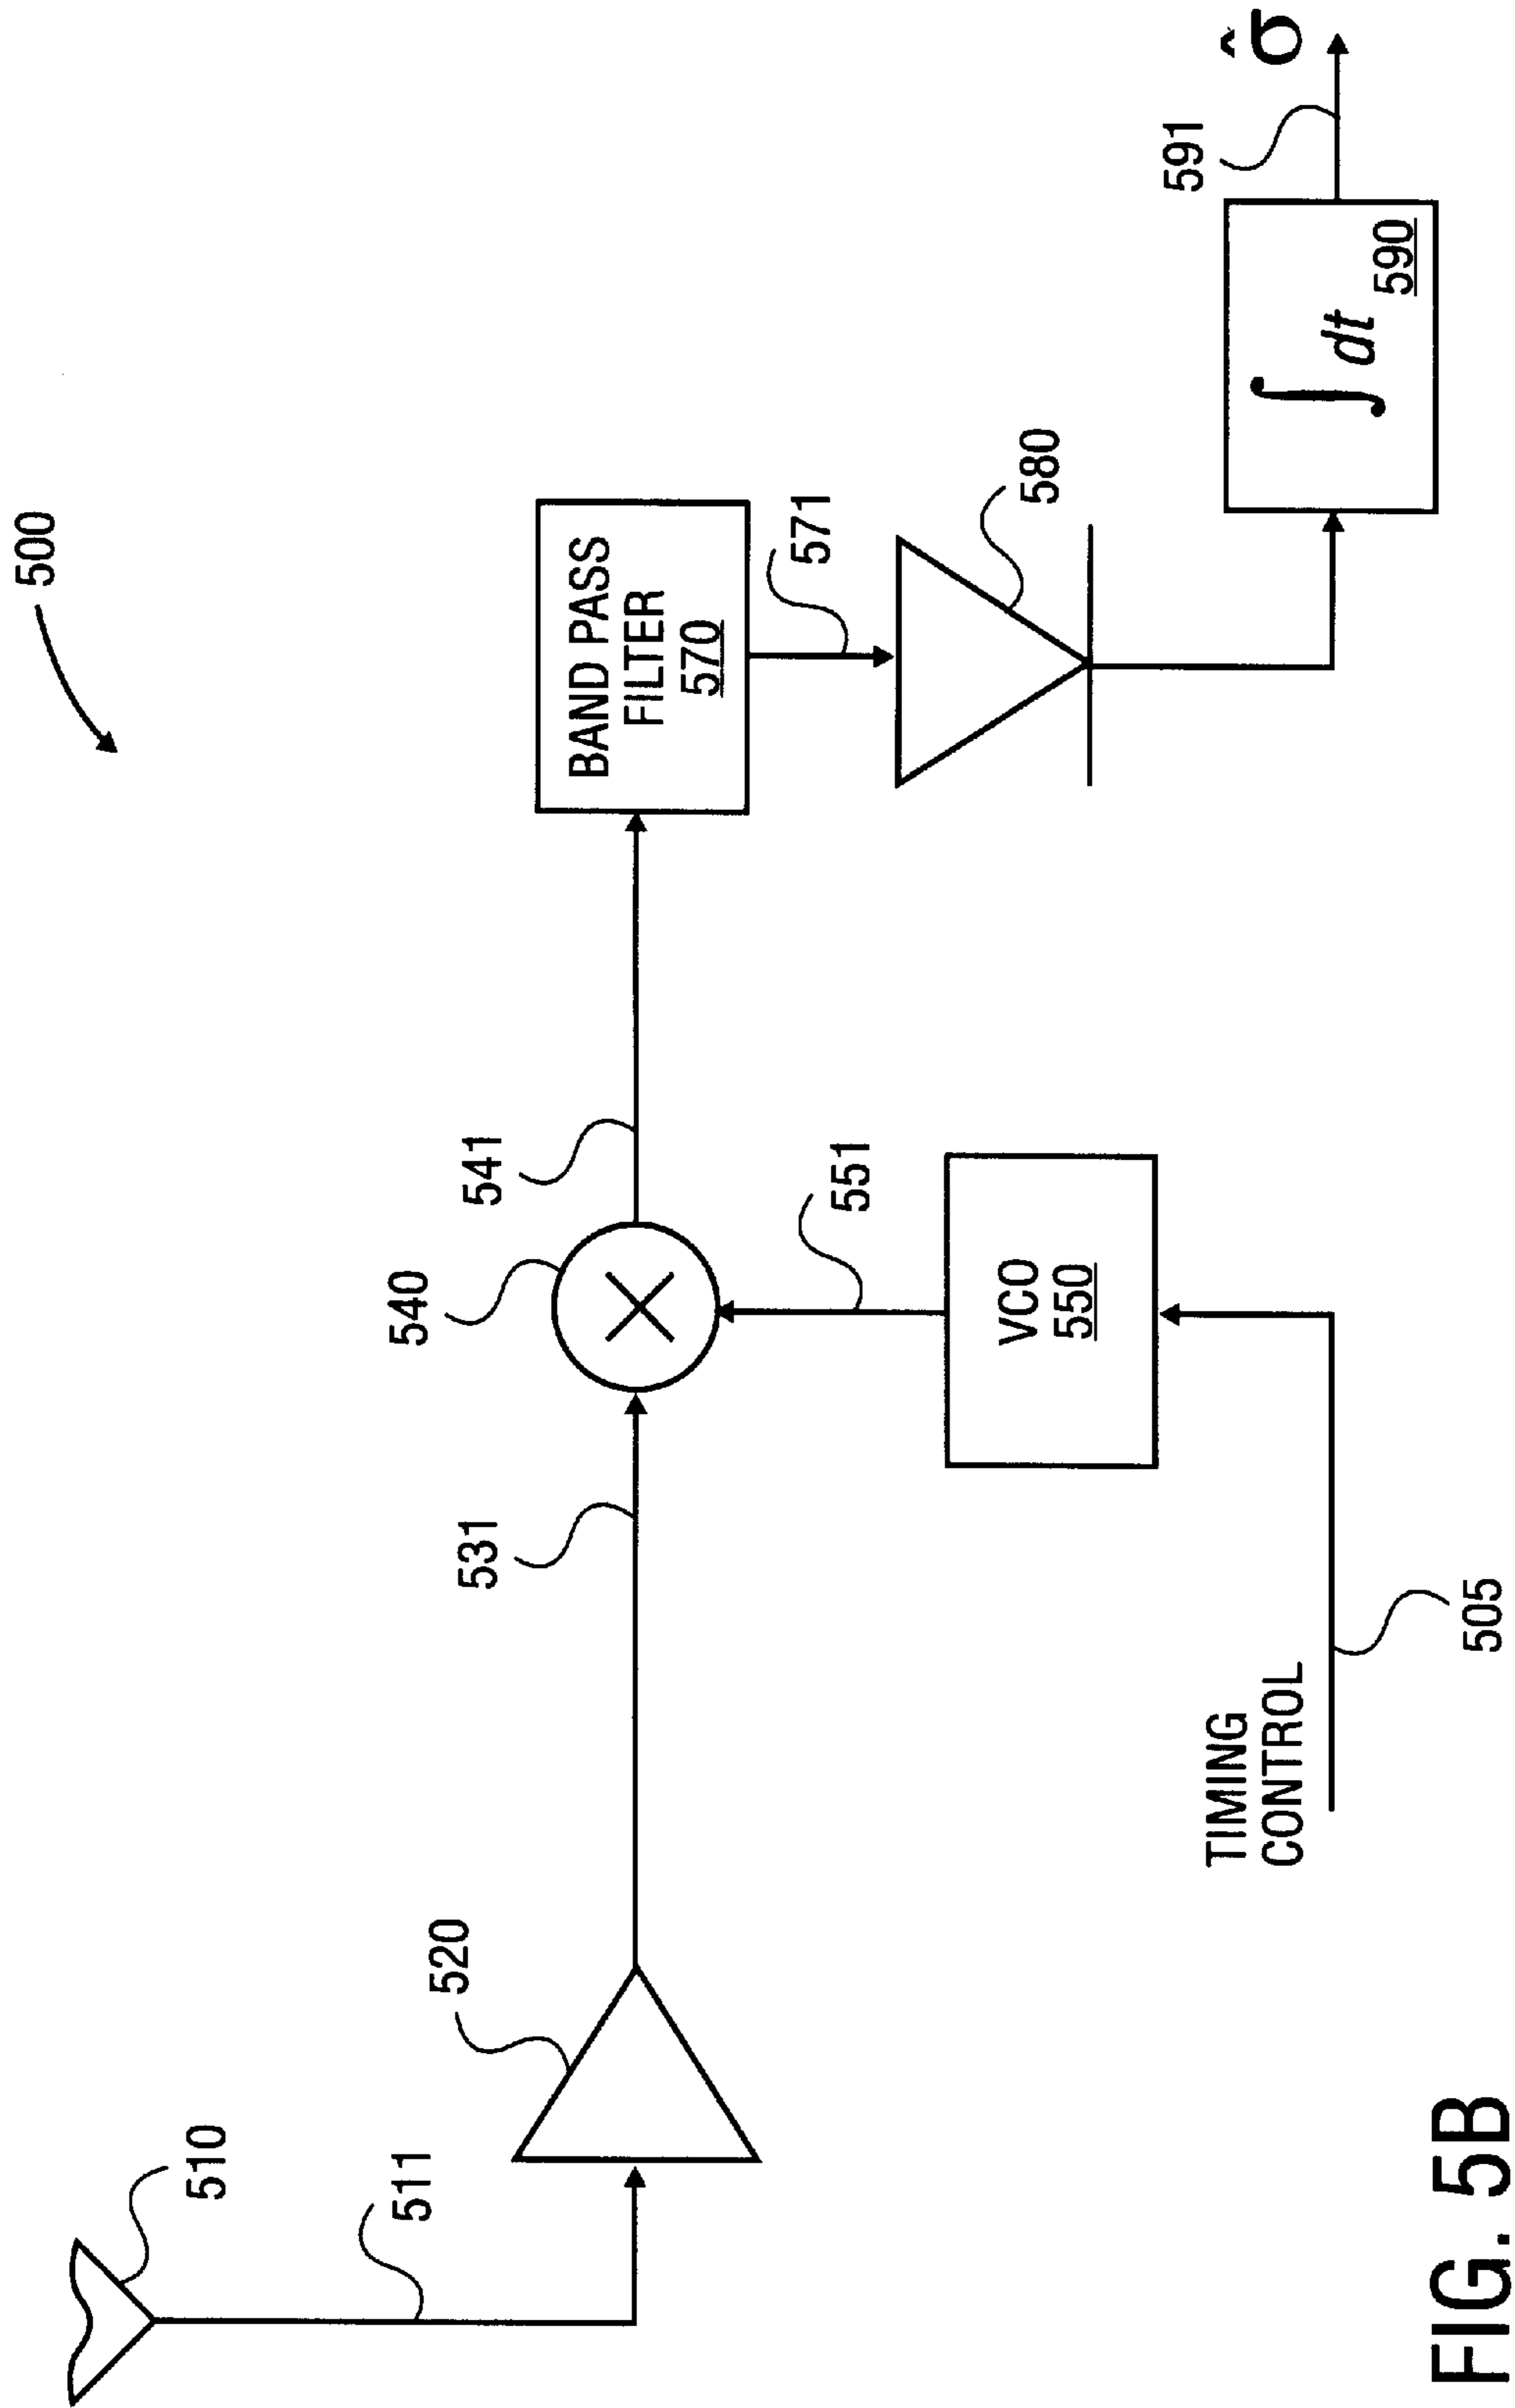 500
510
511
520
531
540
541
551
VCO
550
TIMING
CONTROL
505
BAND PASS
FILTER
570
571
580
∫ dt
590
591
σ̂
FIG. 5B